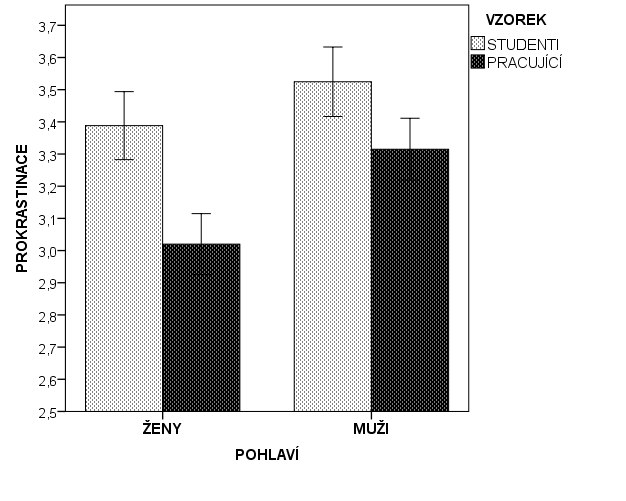 VZOREK
STUDENTI
PRACUJÍCÍ
PROKRASTINACE
3,7
3,6
3,5
3,4
3,3
3,2
3,1
3,0
2,9
2,8
2,7
2,6
2,5
ŽENY
MUŽI
POHLAVÍ